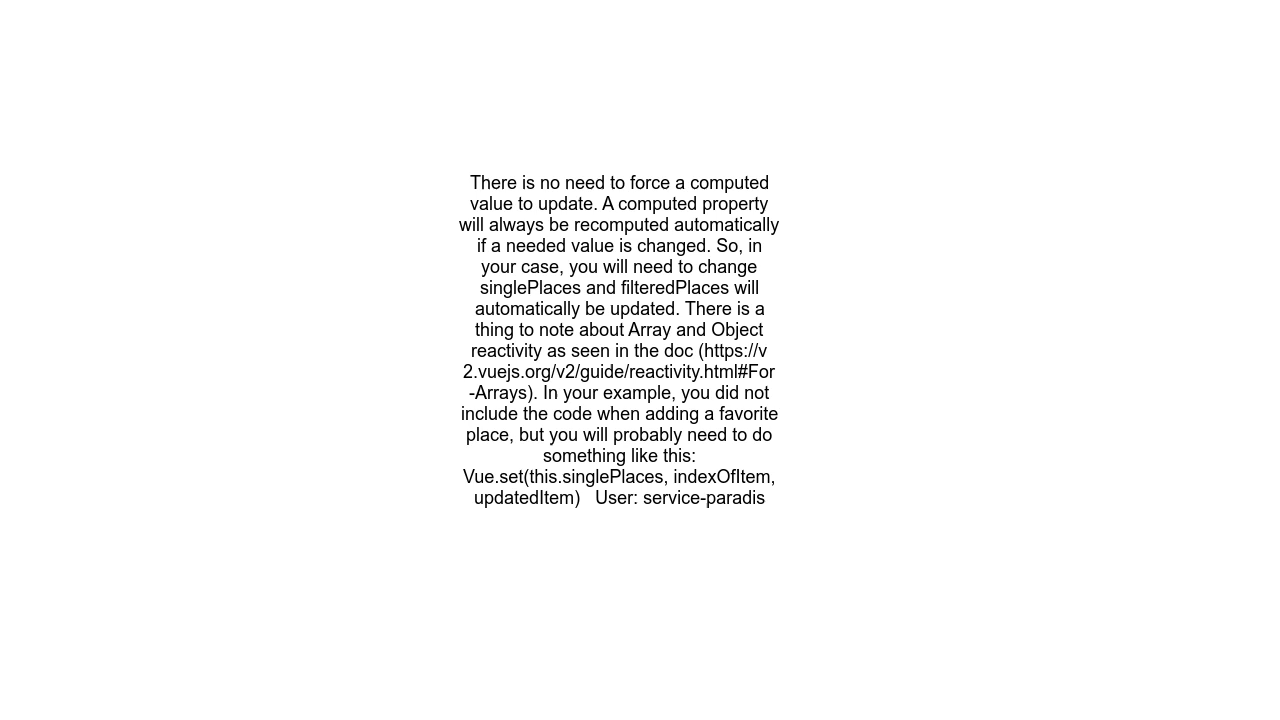 There is no need to force a computed
value to update. A computed property
will always be recomputed automatically
if a needed value is changed. So, in
your case, you will need to change
singlePlaces and filteredPlaces will
automatically be updated. There is a
thing to note about Array and Object
reactivity as seen in the doc (https://v
2.vuejs.org/v2/guide/reactivity.html#For
-Arrays). In your example, you did not
include the code when adding a favorite
place, but you will probably need to do
something like this:
Vue.set(this.singlePlaces, indexOfItem,
updatedItem)   User: service-paradis